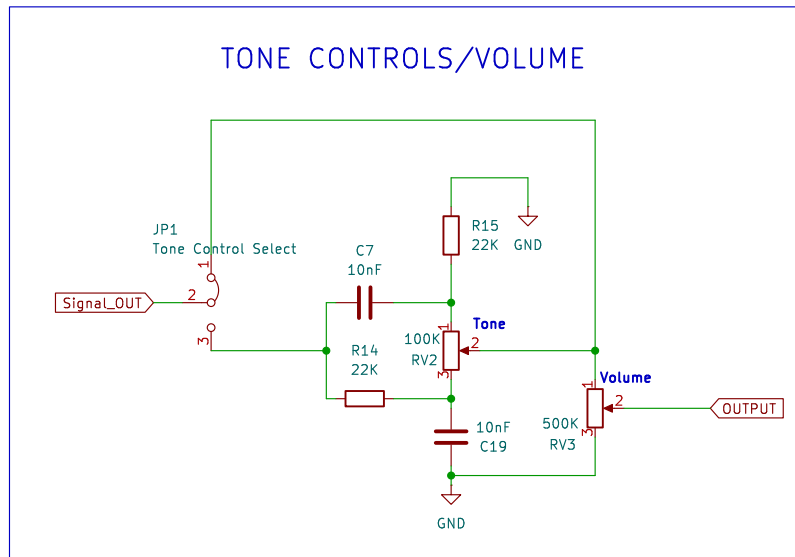 TONE CONTROLS/VOLUME
JP1
Tone Control Select
1
2
3
Signal_OUT
C7
10nF
R15
22K
GND
R14
22K
Tone
1
100K
2
RV2
3
10nF
C19
GND
Volume
1
2
500K
3
RV3
OUTPUT